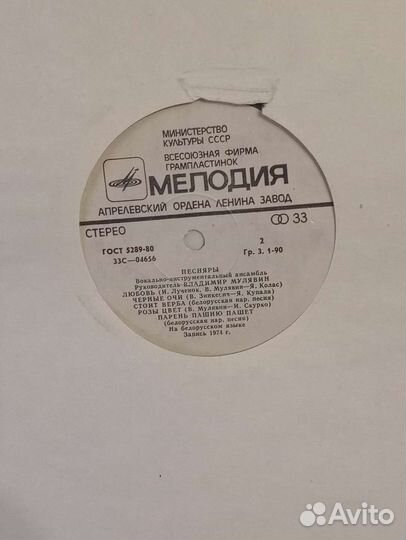 МИНИСТЕРСТВО
КУЛЬТУРЫ СССР
ВСЕСОЮЗНАЯ ФИРМА
ГРАМПЛАСТИНОК
МЕЛОДИЯ
АПРЕЛЕВСКИЙ ОРДЕНА ЛЕНИНА ЗАВОД
СТЕРЕО 33
ГОСТ 5289-80 2
33С—04656 Гр. 3. 1-90
ПЕСНЯРЫ
Вокально-инструментальный ансамбль
Руководитель ВЛАДИМИР МУЛЯВИН
ЛЮБОВЬ (И. Лученок, В. Мулявин—Я. Колас)
ЧЕРНЫЕ ОЧИ (В. Зинкевич—Я. Купала)
СТОИТ ВЕРБА (белорусская нар. песня)
РОЗЫ ЦВЕТ (В. Мулявин—И. Скурко)
ПАРЕНЬ ПАШНЮ ПАШЕТ
(белорусская нар. песня)
На белорусском языке
Запись 1974 г.
Avito